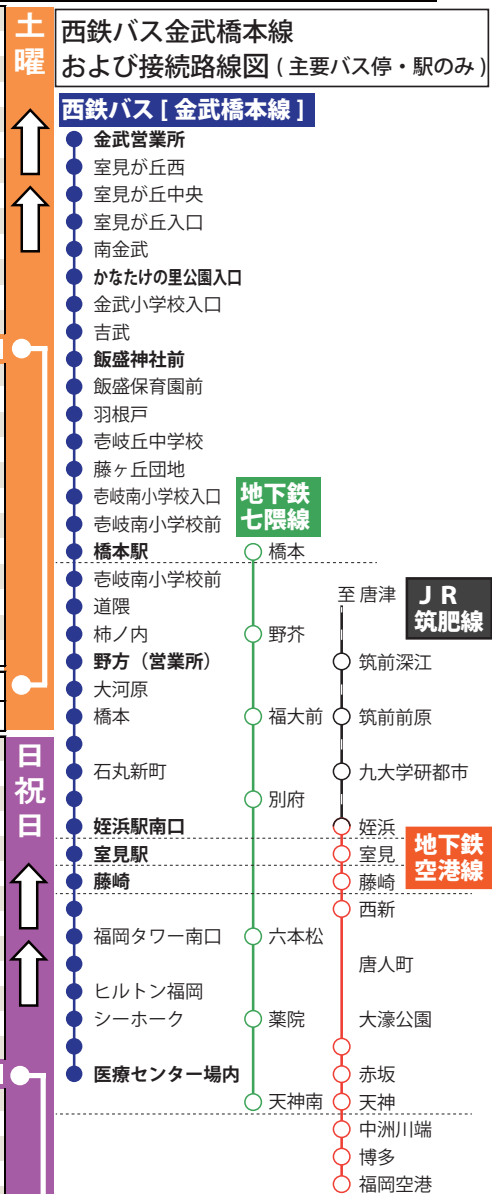 土曜
日祝日
西鉄バス金武橋本線
および接続路線図 ( 主要バス停・駅のみ )
西鉄バス [ 金武橋本線 ]
金武営業所
室見が丘西
室見が丘中央
室見が丘入口
南金武
かなたけの里公園入口
金武小学校入口
吉武
飯盛神社前
飯盛保育園前
羽根戸
壱岐丘中学校
藤ヶ丘団地
壱岐南小学校入口
壱岐南小学校前
橋本駅
壱岐南小学校前
道隈
柿ノ内
野方（営業所）
大河原
橋本
石丸新町
姪浜駅南口
室見駅
藤崎
福岡タワー南口
ヒルトン福岡
シーホーク
医療センター場内
地下鉄
七隈線
橋本
野芥
福大前
別府
六本松
薬院
天神南
ＪＲ
筑肥線
至 唐津
筑前深江
筑前前原
九大学研都市
姪浜
地下鉄
空港線
室見
藤崎
西新
唐人町
大濠公園
赤坂
天神
中洲川端
博多
福岡空港